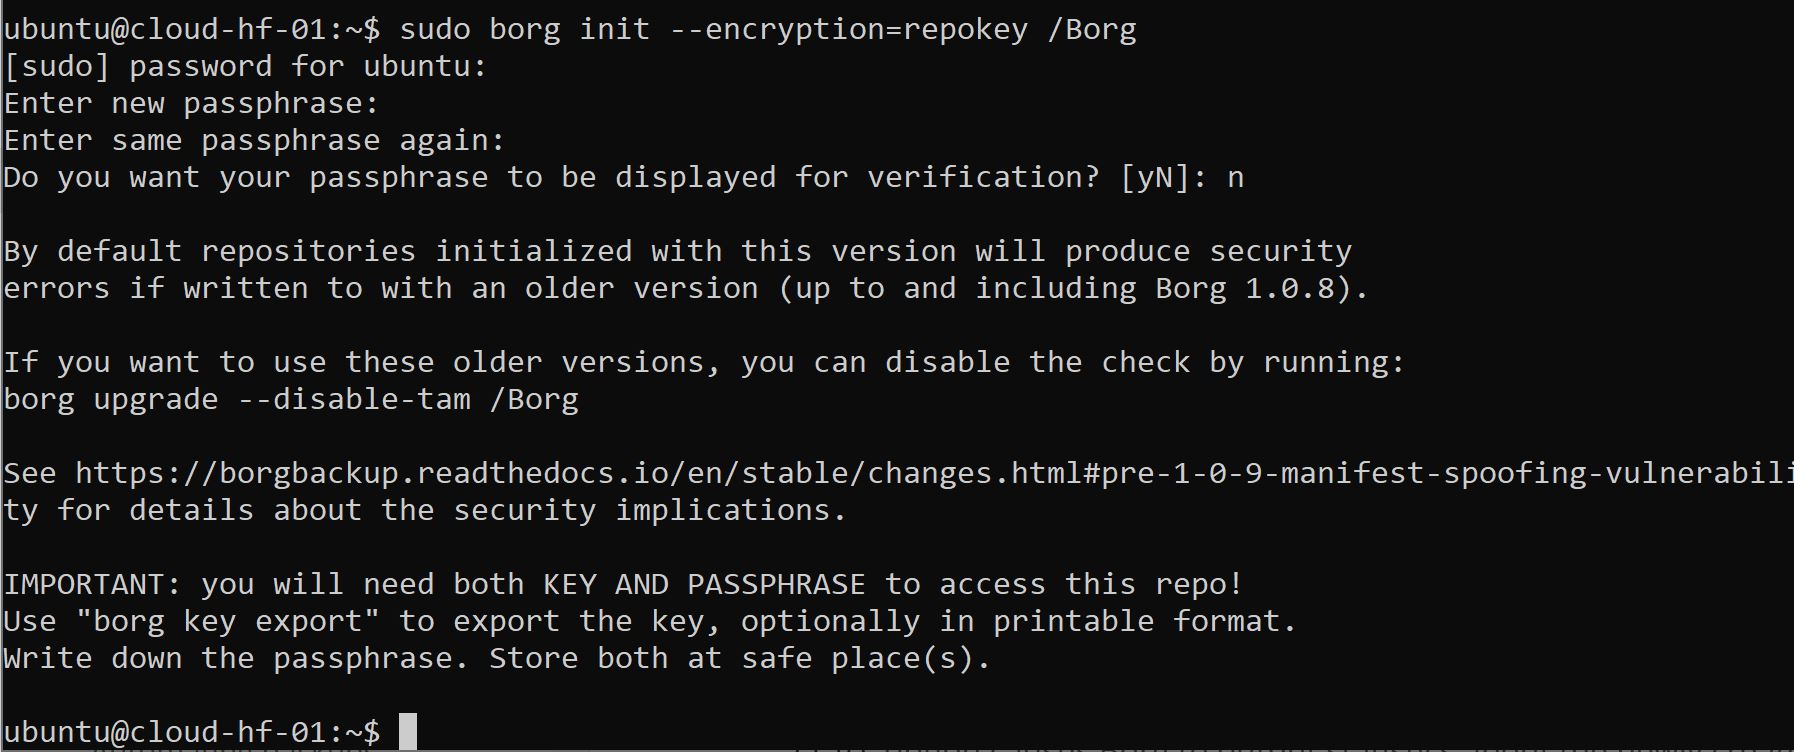 ubuntu@cloud-hf-01:~$ sudo borg init --encryption=repokey /Borg
[sudo] password for ubuntu:
Enter new passphrase:
Enter same passphrase again:
Do you want your passphrase to be displayed for verification? [yN]: n
By default repositories initialized with this version will produce security
errors if written to with an older version (up to and including Borg 1.0.8).
If you want to use these older versions, you can disable the check by running:
borg upgrade --disable-tam /Borg
See https://borgbackup.readthedocs.io/en/stable/changes.html#pre-1-0-9-manifest-spoofing-vulnerabili
ty for details about the security implications.
IMPORTANT: you will need both KEY AND PASSPHRASE to access this repo!
Use "borg key export" to export the key, optionally in printable format.
Write down the passphrase. Store both at safe place(s).
ubuntu@cloud-hf-01:~$